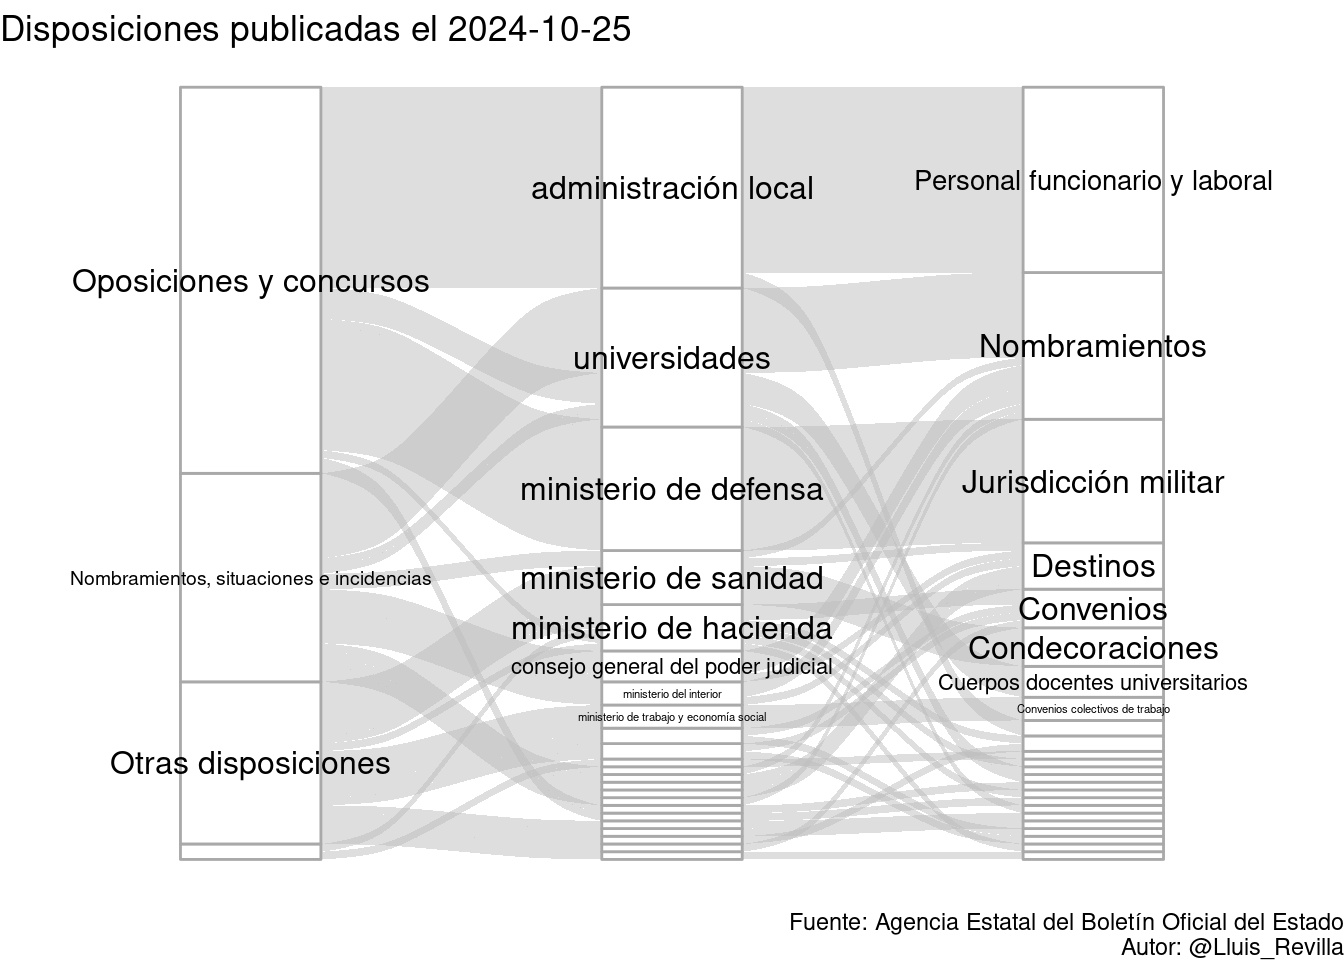 Disposiciones publicadas el 2024-10-25
Oposiciones y concursos
Nombramientos, situaciones e incidencias
Otras disposiciones
administración local
universidades
ministerio de defensa
ministerio de sanidad
ministerio de hacienda
consejo general del poder judicial
ministerio del interior
ministerio de trabajo y economía social
Personal funcionario y laboral
Nombramientos
Jurisdicción militar
Destinos
Convenios
Condecoraciones
Cuerpos docentes universitarios
Convenios colectivos de trabajo
Fuente: Agencia Estatal del Boletín Oficial del Estado
Autor: @Lluis_Revilla